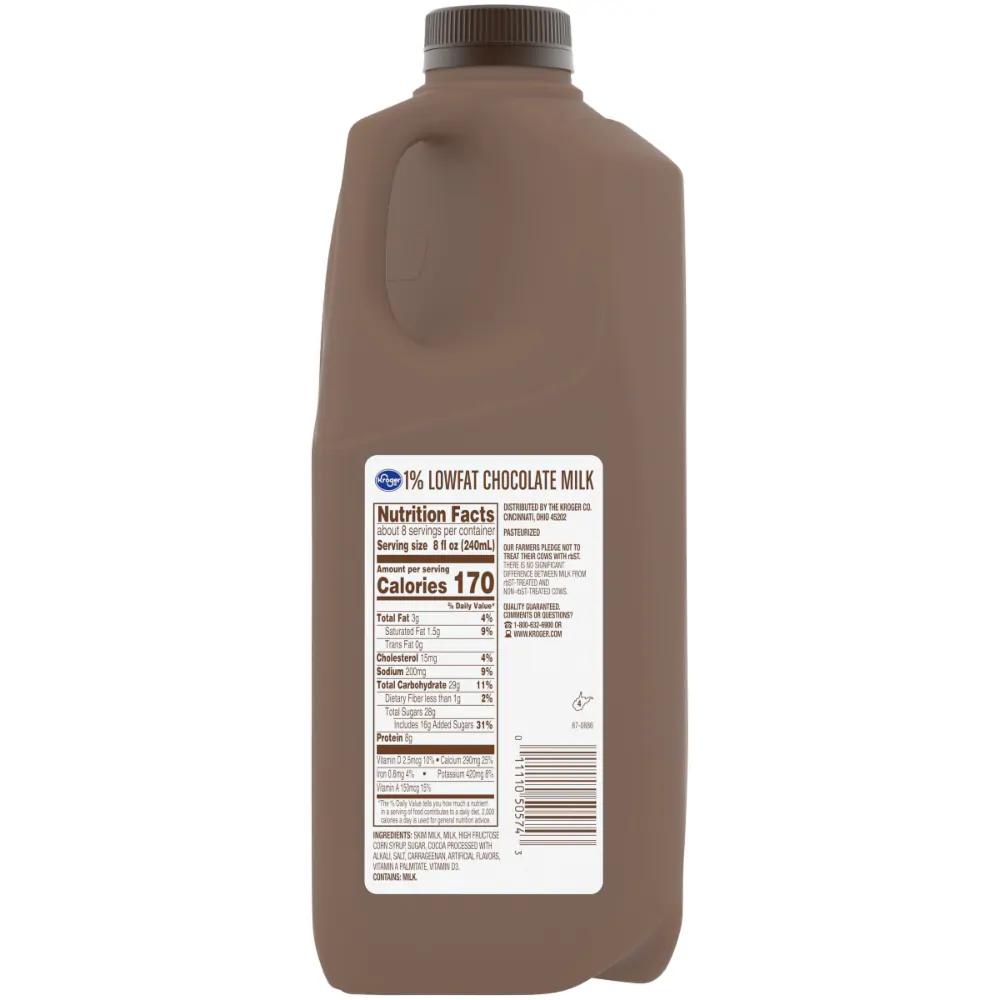 Kroger 1% LOWFAT CHOCOLATE MILK
Nutrition Facts
about 8 servings per container
Serving size 8 fl oz (240mL)
Amount per serving
Calories 170
% Daily Value*
Total Fat 3g 4%
Saturated Fat 1.5g 9%
Trans Fat 0g
Cholesterol 15mg 4%
Sodium 200mg 9%
Total Carbohydrate 29g 11%
Dietary Fiber less than 1g 2%
Total Sugars 28g
Includes 16g Added Sugars 31%
Protein 8g
Vitamin D 2.5mcg 10% • Calcium 290mg 25%
Iron 0.6mg 4% • Potassium 420mg 8%
Vitamin A 150mcg 15%
*The % Daily Value tells you how much a nutrient
in a serving of food contributes to a daily diet. 2,000
calories a day is used for general nutrition advice.
INGREDIENTS: SKIM MILK, MILK, HIGH FRUCTOSE
CORN SYRUP, SUGAR, COCOA PROCESSED WITH
ALKALI, SALT, CARRAGEENAN, ARTIFICIAL FLAVORS,
VITAMIN A PALMITATE, VITAMIN D3.
CONTAINS: MILK.
DISTRIBUTED BY THE KROGER CO.
CINCINNATI, OHIO 45202
PASTEURIZED
OUR FARMERS PLEDGE NOT TO
TREAT THEIR COWS WITH rbST.
THERE IS NO SIGNIFICANT
DIFFERENCE BETWEEN MILK FROM
rbST-TREATED AND
NON-rbST-TREATED COWS.
QUALITY GUARANTEED.
COMMENTS OR QUESTIONS?
1-800-632-6900 OR
WWW.KROGER.COM
4
67-0886
0 11110 50574 3